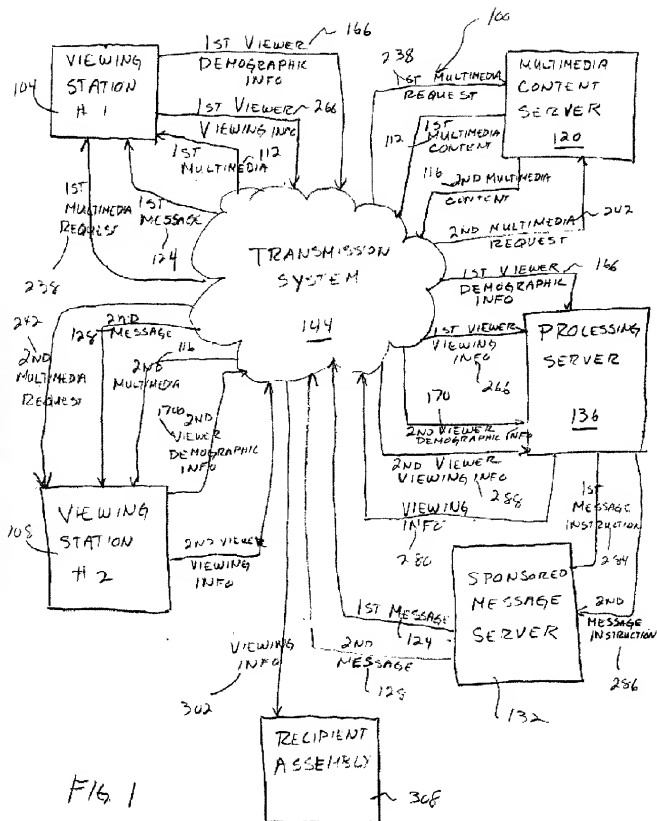 VIEWING
STATION
# 1
104
1ST VIEWER
DEMOGRAPHIC
INFO
166
1ST VIEWER
VIEWING INFO
266
1ST MULTIMEDIA
112
1ST MESSAGE
124
1ST
MULTIMEDIA
REQUEST
238
100
238
1ST MULTIMEDIA
REQUEST
MULTIMEDIA
CONTENT
SERVER
120
1ST
MULTIMEDIA
CONTENT
112
116
2ND MULTIMEDIA
CONTENT
2ND MULTIMEDIA
REQUEST
242
TRANSMISSION
SYSTEM
144
1ST VIEWER
DEMOGRAPHIC
INFO
166
1ST VIEWER
VIEWING
INFO
266
PROCESSING
SERVER
136
170
2ND VIEWER
DEMOGRAPHIC INFO
2ND VIEWER
VIEWING INFO
288
VIEWING
INFO
280
242
2ND
MULTIMEDIA
REQUEST
128
2ND
MESSAGE
116
2ND
MULTIMEDIA
170
2ND
VIEWER
DEMOGRAPHIC
INFO
108
VIEWING
STATION
# 2
2ND VIEWER
VIEWING
INFO
1ST
MESSAGE
INSTRUCTION
284
2ND
MESSAGE
INSTRUCTION
286
SPONSORED
MESSAGE
SERVER
132
1ST MESSAGE
124
2ND
MESSAGE
128
VIEWING
INFO
302
RECIPIENT
ASSEMBLY
308
FIG 1